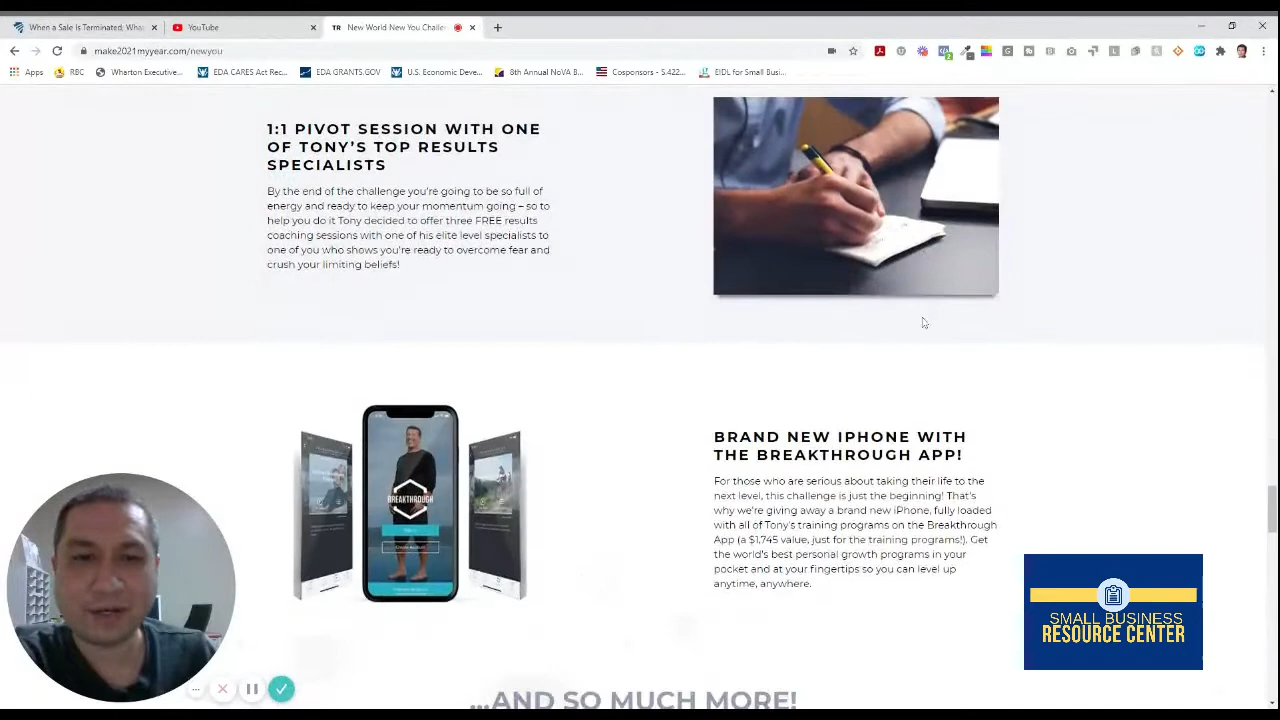 When a Sale Is Terminated; What
YouTube
TR New World New You Challe
make2021myyear.com/newyou
Apps
RBC
Wharton Executive...
EDA CARES Act Rec...
EDA GRANTS.GOV
U.S. Economic Deve...
8th Annual NoVA B...
Cosponsors - S.422...
EIDL for Small Busi...
1:1 PIVOT SESSION WITH ONE
OF TONY'S TOP RESULTS
SPECIALISTS
By the end of the challenge you're going to be so full of
energy and ready to keep your momentum going – so to
help you do it Tony decided to offer three FREE results
coaching sessions with one of his elite level specialists to
one of you who shows you're ready to overcome fear and
crush your limiting beliefs!
BREAKTHROUGH
Create Account
BRAND NEW IPHONE WITH
THE BREAKTHROUGH APP!
For those who are serious about taking their life to the
next level, this challenge is just the beginning! That's
why we're giving away a brand new iPhone, fully loaded
with all of Tony's training programs on the Breakthrough
App (a $1,745 value, just for the training programs!). Get
the world's best personal growth programs in your
pocket and at your fingertips so you can level up
anytime, anywhere.
SMALL BUSINESS
RESOURCE CENTER
...AND SO MUCH MORE!